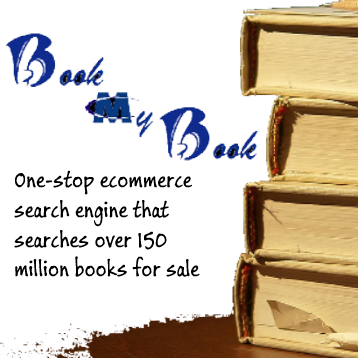 Book
My
Book
One-stop ecommerce
search engine that
searches over 150
million books for sale